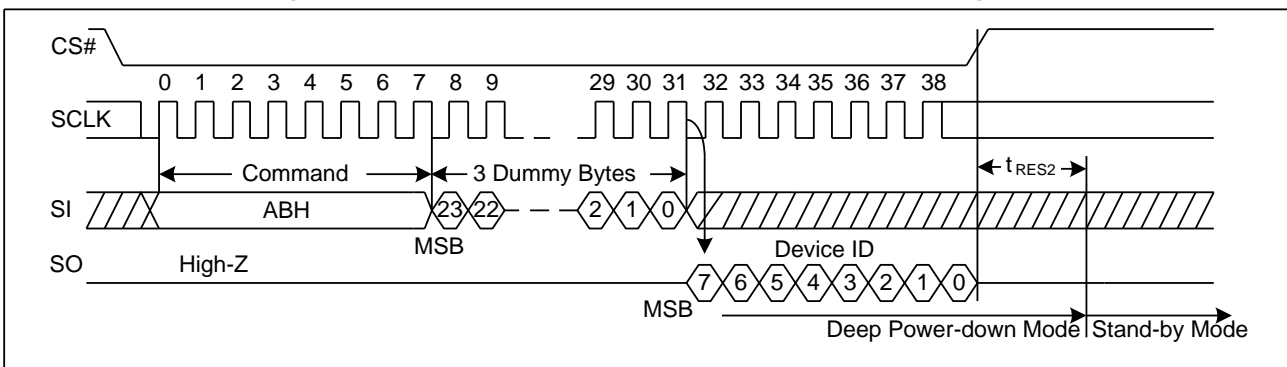 CS#
0 1 2 3 4 5 6 7 8 9 29 30 31 32 33 34 35 36 37 38
SCLK
Command 3 Dummy Bytes tRES2
SI ABH 23 22 2 1 0
MSB
SO High-Z Device ID
7 6 5 4 3 2 1 0
MSB
Deep Power-down Mode Stand-by Mode